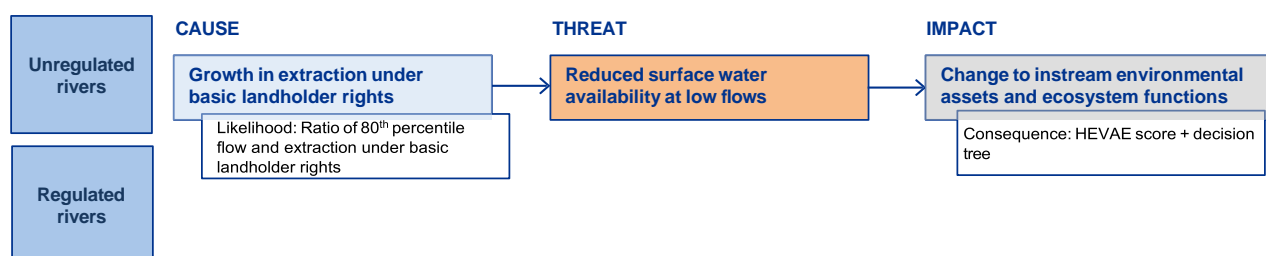 Unregulated
rivers
Regulated
rivers
CAUSE
Growth in extraction under
basic landholder rights
Likelihood: Ratio of 80th percentile
flow and extraction under basic
landholder rights
THREAT
Reduced surface water
availability at low flows
IMPACT
Change to instream environmental
assets and ecosystem functions
Consequence: HEVAE score + decision
tree